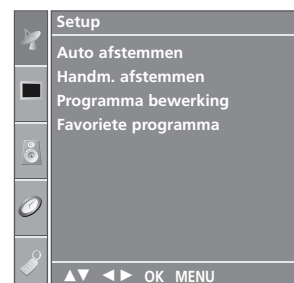 Setup
Auto afstemmen
Handm. afstemmen
Programma bewerking
Favoriete programma
▲▼ ◄► OK MENU